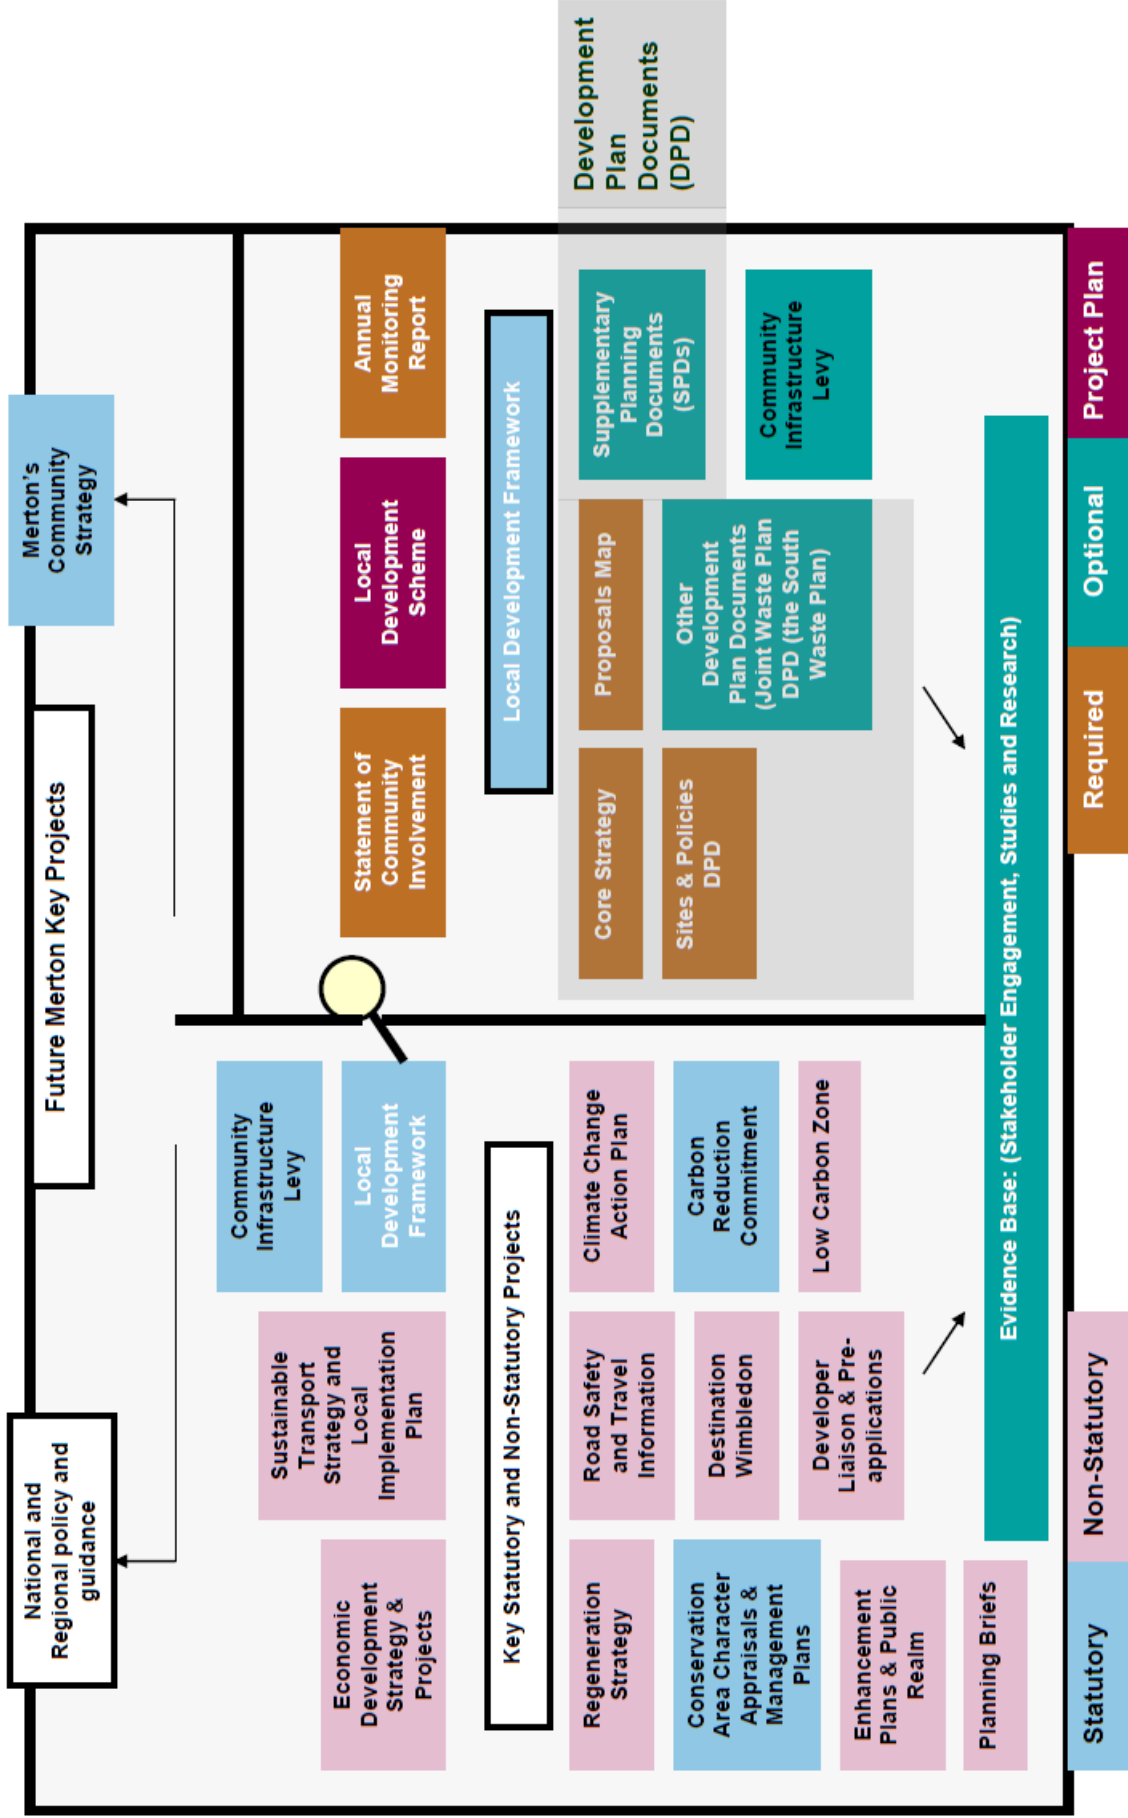 National and
Regional policy and
guidance
Future Merton Key Projects
Merton's
Community
Strategy
Economic
Development
Strategy &
Projects
Sustainable
Transport
Strategy and
Local
Implementation
Plan
Community
Infrastructure
Levy
Local
Development
Framework
Key Statutory and Non-Statutory Projects
Regeneration
Strategy
Conservation
Area Character
Appraisals &
Management
Plans
Enhancement
Plans & Public
Realm
Planning Briefs
Road Safety
and Travel
Information
Destination
Wimbledon
Developer
Liaison & Pre-
applications
Climate Change
Action Plan
Carbon
Reduction
Commitment
Low Carbon Zone
Statement of
Community
Involvement
Local
Development
Scheme
Annual
Monitoring
Report
Local Development Framework
Core Strategy
Sites & Policies
DPD
Proposals Map
Other
Development
Plan Documents
(Joint Waste Plan
DPD (the South
Waste Plan)
Supplementary
Planning
Documents
(SPDs)
Community
Infrastructure
Levy
Development
Plan
Documents
(DPD)
Evidence Base: (Stakeholder Engagement, Studies and Research)
Statutory
Non-Statutory
Required
Optional
Project Plan